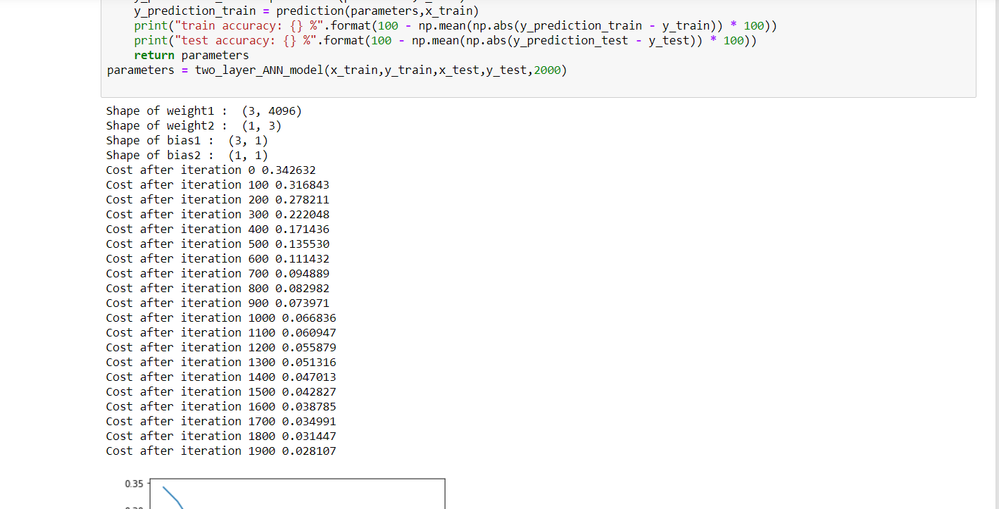 y_prediction_train = prediction(parameters,x_train)
print("train accuracy: {} %".format(100 - np.mean(np.abs(y_prediction_train - y_train)) * 100))
print("test accuracy: {} %".format(100 - np.mean(np.abs(y_prediction_test - y_test)) * 100))
return parameters
parameters = two_layer_ANN_model(x_train,y_train,x_test,y_test,2000)
Shape of weight1 :  (3, 4096)
Shape of weight2 :  (1, 3)
Shape of bias1 :  (3, 1)
Shape of bias2 :  (1, 1)
Cost after iteration 0 0.342632
Cost after iteration 100 0.316843
Cost after iteration 200 0.278211
Cost after iteration 300 0.222048
Cost after iteration 400 0.171436
Cost after iteration 500 0.135530
Cost after iteration 600 0.111432
Cost after iteration 700 0.094889
Cost after iteration 800 0.082982
Cost after iteration 900 0.073971
Cost after iteration 1000 0.066836
Cost after iteration 1100 0.060947
Cost after iteration 1200 0.055879
Cost after iteration 1300 0.051316
Cost after iteration 1400 0.047013
Cost after iteration 1500 0.042827
Cost after iteration 1600 0.038785
Cost after iteration 1700 0.034991
Cost after iteration 1800 0.031447
Cost after iteration 1900 0.028107
0.35